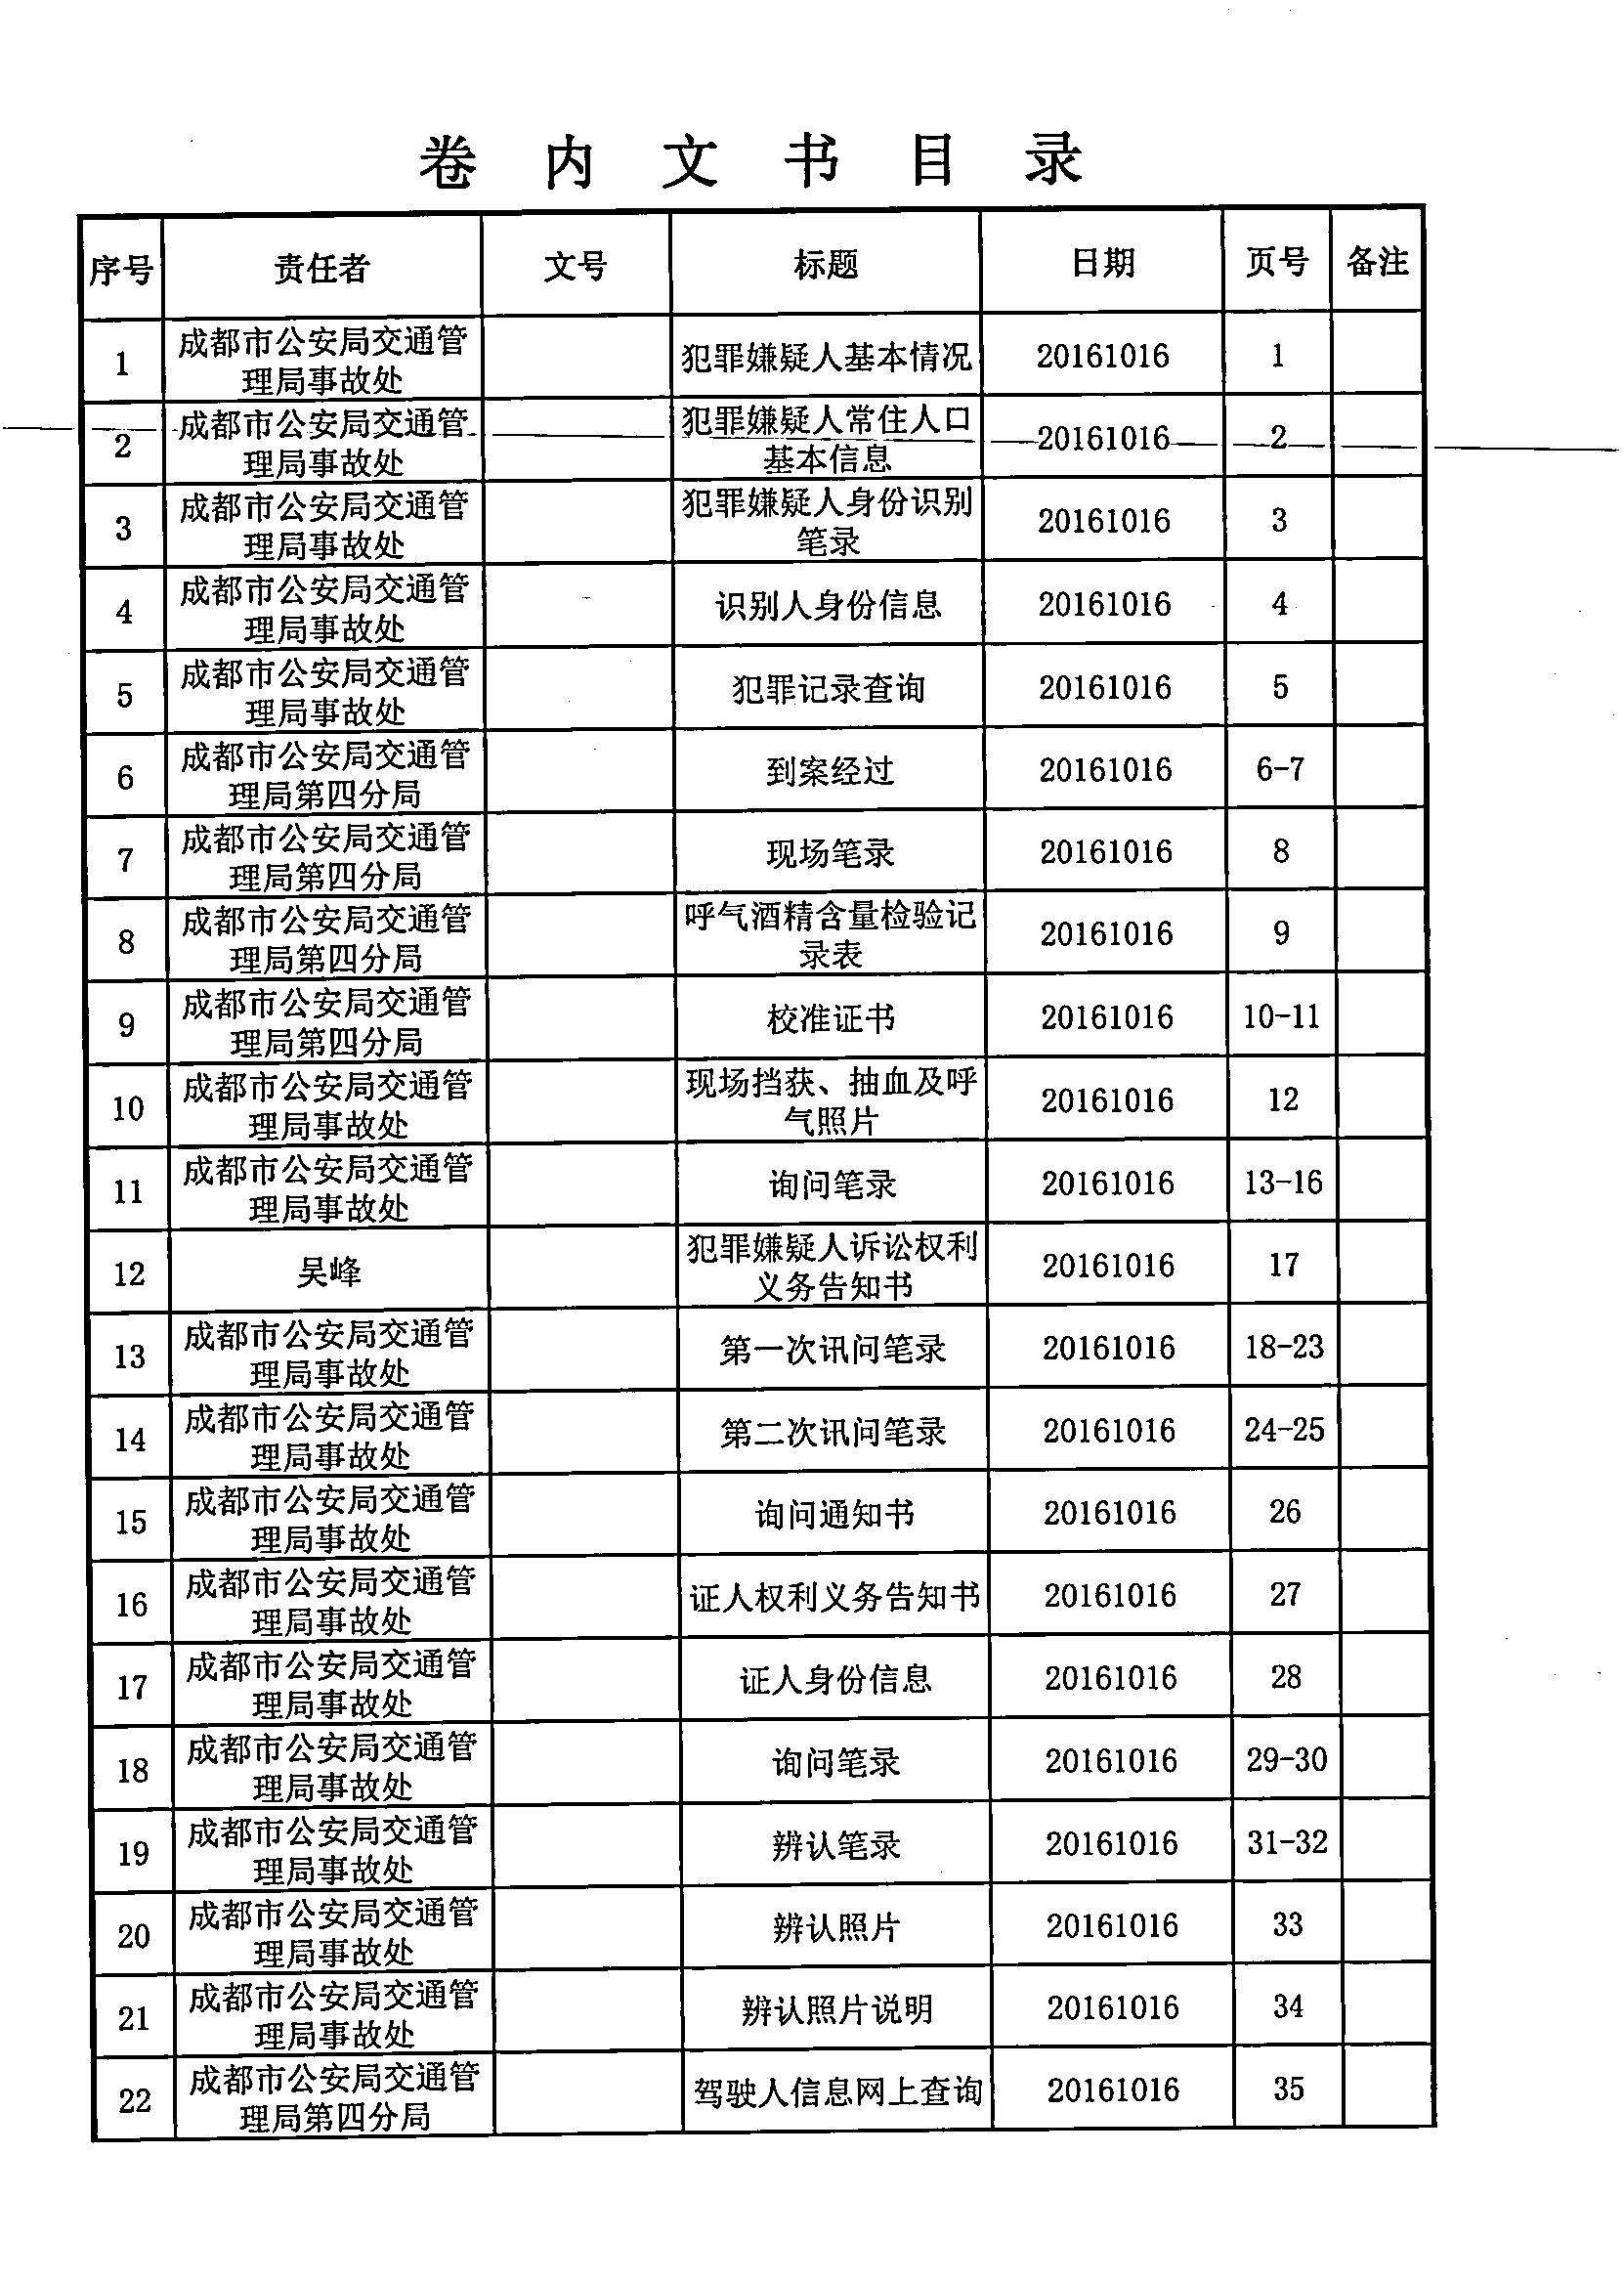 卷内文书目录
序号 责任者 文号 标题 日期 页号 备注
1 成都市公安局交通管理局事故处 犯罪嫌疑人基本情况 20161016 1
2 成都市公安局交通管理局事故处 犯罪嫌疑人常住人口基本信息 20161016 2
3 成都市公安局交通管理局事故处 犯罪嫌疑人身份识别笔录 20161016 3
4 成都市公安局交通管理局事故处 识别人身份信息 20161016 4
5 成都市公安局交通管理局事故处 犯罪记录查询 20161016 5
6 成都市公安局交通管理局第四分局 到案经过 20161016 6-7
7 成都市公安局交通管理局第四分局 现场笔录 20161016 8
8 成都市公安局交通管理局第四分局 呼气酒精含量检验记录表 20161016 9
9 成都市公安局交通管理局第四分局 校准证书 20161016 10-11
10 成都市公安局交通管理局事故处 现场挡获、抽血及呼气照片 20161016 12
11 成都市公安局交通管理局事故处 询问笔录 20161016 13-16
12 吴峰 犯罪嫌疑人诉讼权利义务告知书 20161016 17
13 成都市公安局交通管理局事故处 第一次讯问笔录 20161016 18-23
14 成都市公安局交通管理局事故处 第二次讯问笔录 20161016 24-25
15 成都市公安局交通管理局事故处 询问通知书 20161016 26
16 成都市公安局交通管理局事故处 证人权利义务告知书 20161016 27
17 成都市公安局交通管理局事故处 证人身份信息 20161016 28
18 成都市公安局交通管理局事故处 询问笔录 20161016 29-30
19 成都市公安局交通管理局事故处 辨认笔录 20161016 31-32
20 成都市公安局交通管理局事故处 辨认照片 20161016 33
21 成都市公安局交通管理局事故处 辨认照片说明 20161016 34
22 成都市公安局交通管理局第四分局 驾驶人信息网上查询 20161016 35